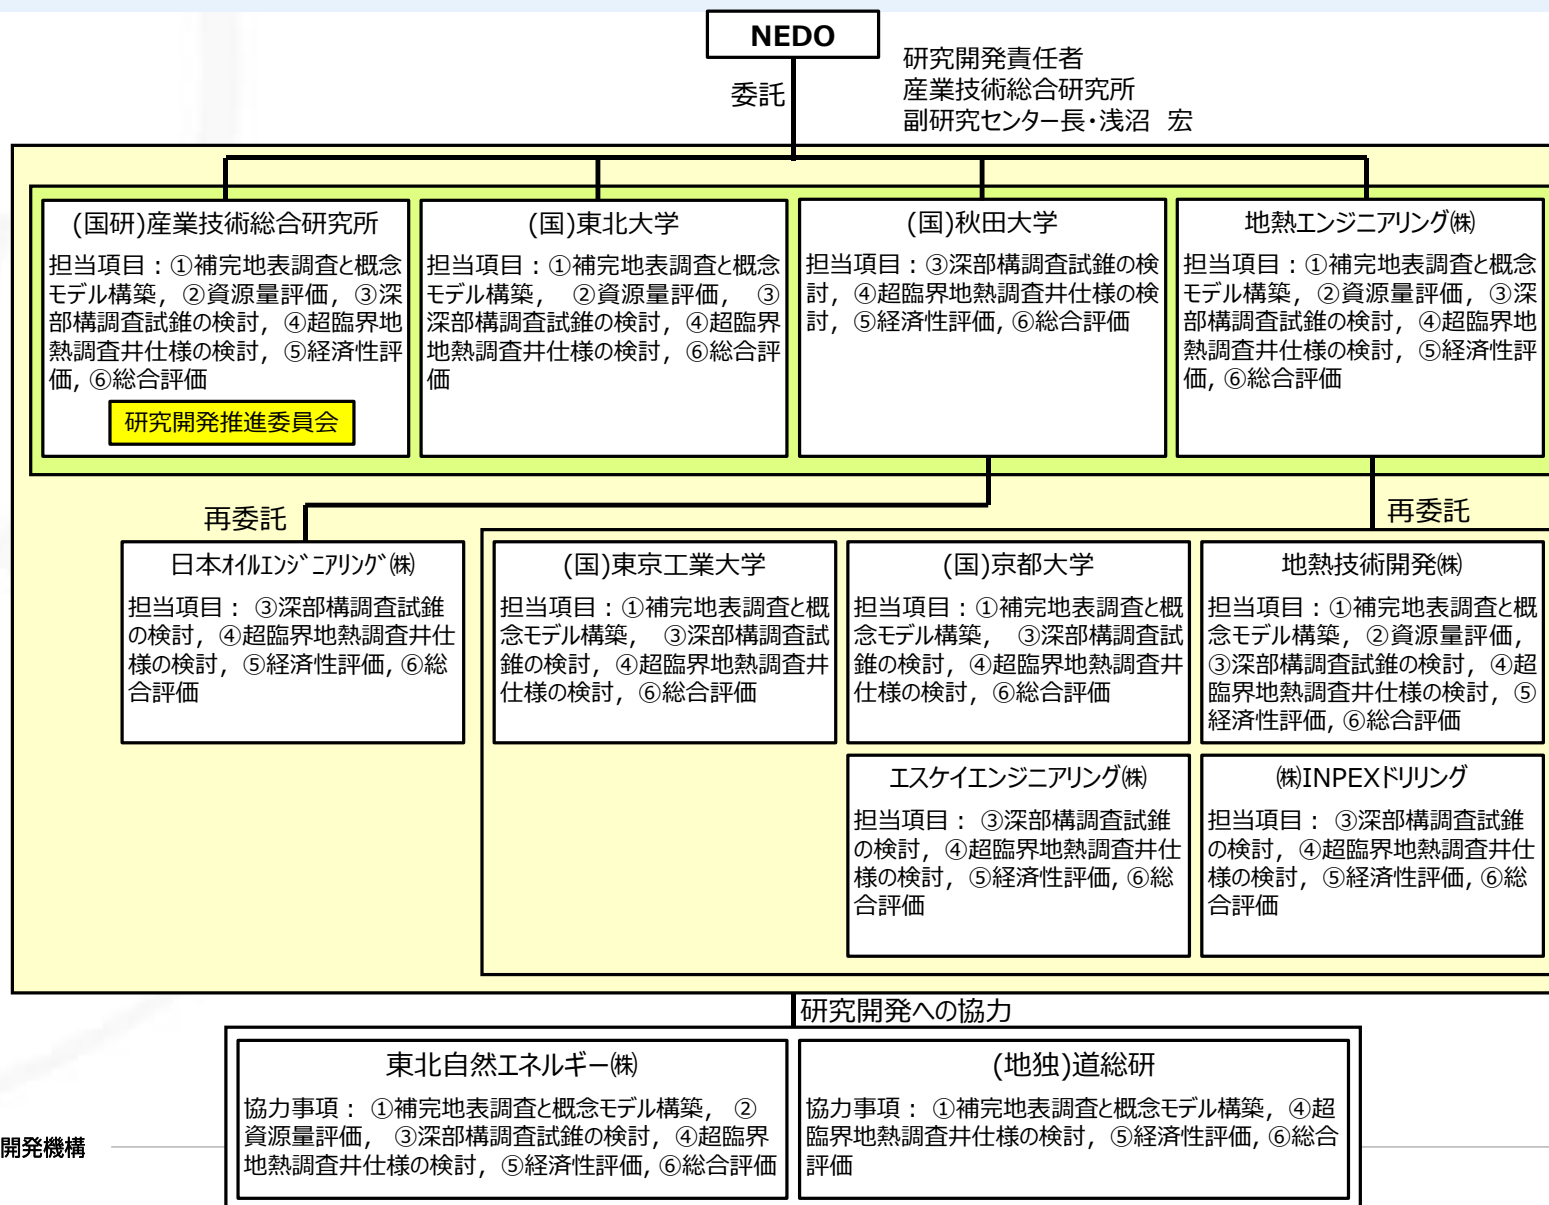 NEDO
委託
研究開発責任者
産業技術総合研究所
副研究センター長・浅沼　宏
(国研)産業技術総合研究所
担当項目：①補完地表調査と概念
モデル構築，②資源量評価，③深
部構調査試錐の検討，④超臨界地
熱調査井仕様の検討，⑤経済性評
価, ⑥総合評価
研究開発推進委員会
(国)東北大学
担当項目：①補完地表調査と概念
モデル構築， ②資源量評価， ③
深部構調査試錐の検討，④超臨界
地熱調査井仕様の検討，⑥総合評
価
(国)秋田大学
担当項目：③深部構調査試錐の検
討，④超臨界地熱調査井仕様の検
討，⑤経済性評価, ⑥総合評価
地熱エンジニアリング㈱
担当項目：①補完地表調査と概念
モデル構築，②資源量評価，③深
部構調査試錐の検討，④超臨界地
熱調査井仕様の検討，⑤経済性評
価, ⑥総合評価
再委託
再委託
日本ｵｲﾙｴﾝｼﾞﾆｱﾘﾝｸﾞ㈱
担当項目： ③深部構調査試錐
の検討，④超臨界地熱調査井仕
様の検討，⑤経済性評価, ⑥総
合評価
(国)東京工業大学
担当項目：①補完地表調査と概
念モデル構築， ③深部構調査試
錐の検討，④超臨界地熱調査井
仕様の検討，⑥総合評価
(国)京都大学
担当項目：①補完地表調査と概
念モデル構築， ③深部構調査試
錐の検討，④超臨界地熱調査井
仕様の検討，⑥総合評価
地熱技術開発㈱
担当項目：①補完地表調査と概
念モデル構築，②資源量評価，
③深部構調査試錐の検討，④超
臨界地熱調査井仕様の検討，⑤
経済性評価, ⑥総合評価
エスケイエンジニアリング㈱
担当項目： ③深部構調査試錐
の検討，④超臨界地熱調査井仕
様の検討，⑤経済性評価, ⑥総
合評価
㈱INPEXドリリング
担当項目： ③深部構調査試錐
の検討，④超臨界地熱調査井仕
様の検討，⑤経済性評価, ⑥総
合評価
研究開発への協力
東北自然エネルギー㈱
協力事項： ①補完地表調査と概念モデル構築， ②
資源量評価， ③深部構調査試錐の検討，④超臨界
地熱調査井仕様の検討，⑤経済性評価, ⑥総合評価
(地独)道総研
協力事項： ①補完地表調査と概念モデル構築，④超
臨界地熱調査井仕様の検討，⑤経済性評価, ⑥総合
評価
開発機構